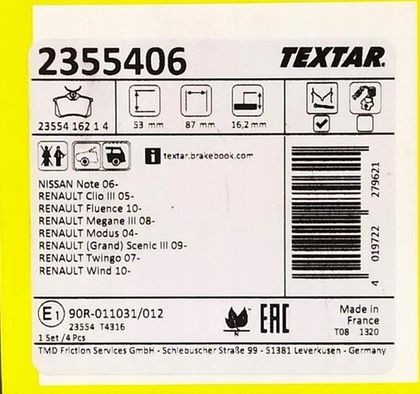 2355406
TEXTAR®
23554 162 1 4
53 mm
87 mm
16,2 mm
i textar.brakebook.com
NISSAN Note 06-
RENAULT Clio III 05-
RENAULT Fluence 10-
RENAULT Megane III 08-
RENAULT Modus 04-
RENAULT (Grand) Scenic III 09-
RENAULT Twingo 07-
RENAULT Wind 10-
4 019722 279621
E1 90R-011031/012
23554 T4316
1 Set/4 Pcs
EAC
Made in
France
T08 1320
TMD Friction Services GmbH - Schlebuscher Straße 99 - 51381 Leverkusen - Germany